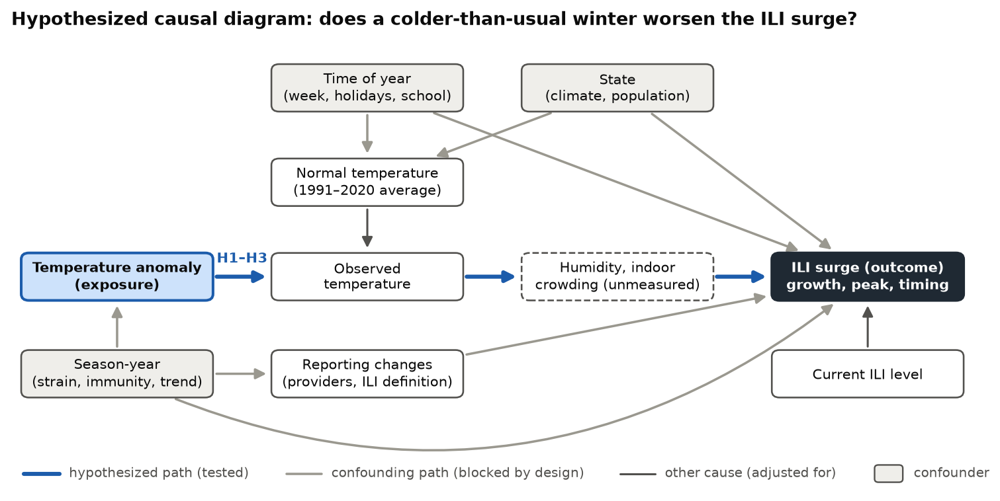 Hypothesized causal diagram: does a colder-than-usual winter worsen the ILI surge?
Time of year
(week, holidays, school)
State
(climate, population)
Normal temperature
(1991–2020 average)
Temperature anomaly
(exposure)
H1–H3
Observed
temperature
Humidity, indoor
crowding (unmeasured)
ILI surge (outcome)
growth, peak, timing
Season-year
(strain, immunity, trend)
Reporting changes
(providers, ILI definition)
Current ILI level
hypothesized path (tested)
confounding path (blocked by design)
other cause (adjusted for)
confounder